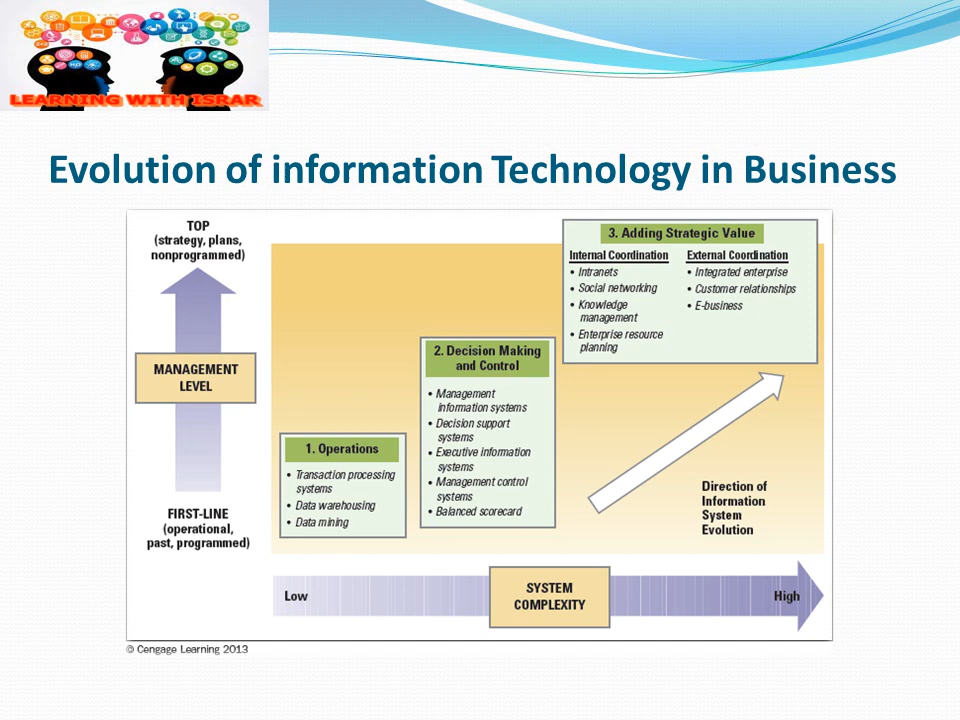 LEARNING WITH ISRAR
Evolution of information Technology in Business
TOP
(strategy, plans,
nonprogrammed)
MANAGEMENT
LEVEL
FIRST-LINE
(operational,
past, programmed)
1. Operations
• Transaction processing
systems
• Data warehousing
• Data mining
2. Decision Making
and Control
• Management
information systems
• Decision support
systems
• Executive information
systems
• Management control
systems
• Balanced scorecard
3. Adding Strategic Value
Internal Coordination
• Intranets
• Social networking
• Knowledge
management
• Enterprise resource
planning
External Coordination
• Integrated enterprise
• Customer relationships
• E-business
Direction of
Information
System
Evolution
Low
SYSTEM
COMPLEXITY
High
© Cengage Learning 2013